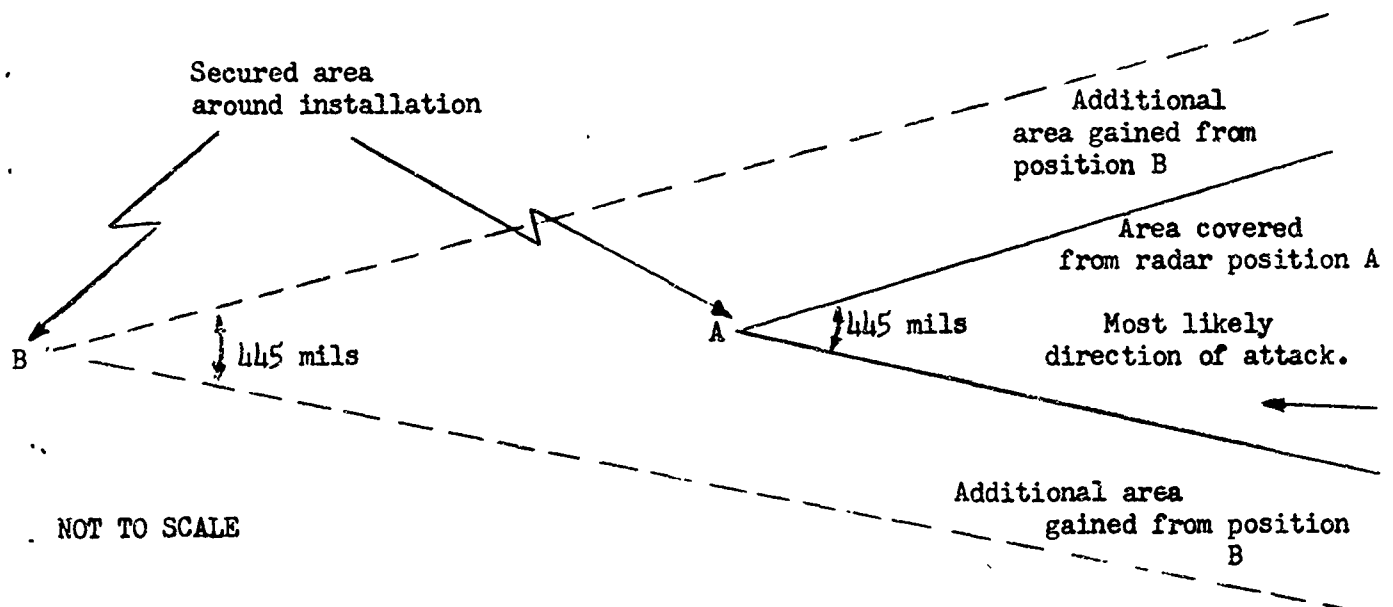 Secured area
around installation
Additional
area gained from
position B
Area covered
from radar position A
A
445 mils
Most likely
direction of attack.
B
445 mils
Additional area
gained from position
B
NOT TO SCALE